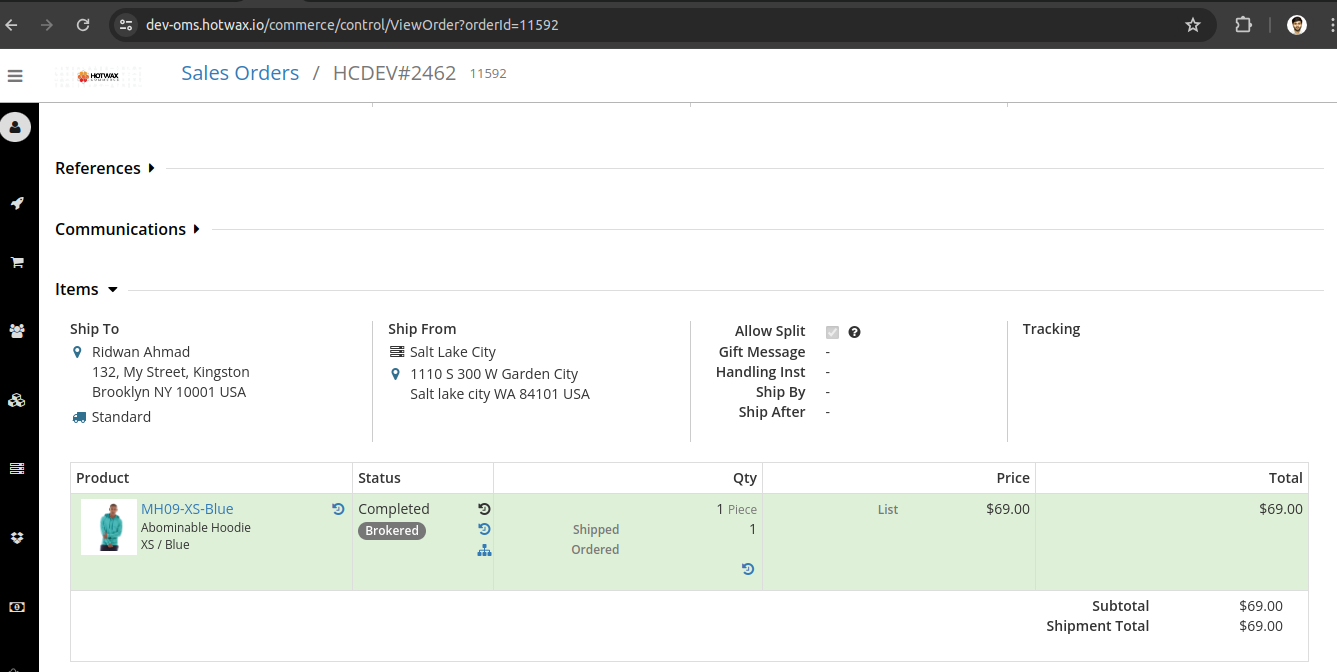 dev-oms.hotwax.io/commerce/control/ViewOrder?orderId=11592
HOTWAX
COMMERCE
Sales Orders / HCDEV#2462 11592
References
Communications
Items
Ship To
Ridwan Ahmad
132, My Street, Kingston
Brooklyn NY 10001 USA
Standard
Ship From
Salt Lake City
1110 S 300 W Garden City
Salt lake city WA 84101 USA
Allow Split
Gift Message -
Handling Inst -
Ship By -
Ship After -
Tracking
Product Status Qty Price Total
MH09-XS-Blue Completed 1 Piece List $69.00 $69.00
Abominable Hoodie Brokered Shipped 1
XS / Blue Ordered
Subtotal $69.00
Shipment Total $69.00